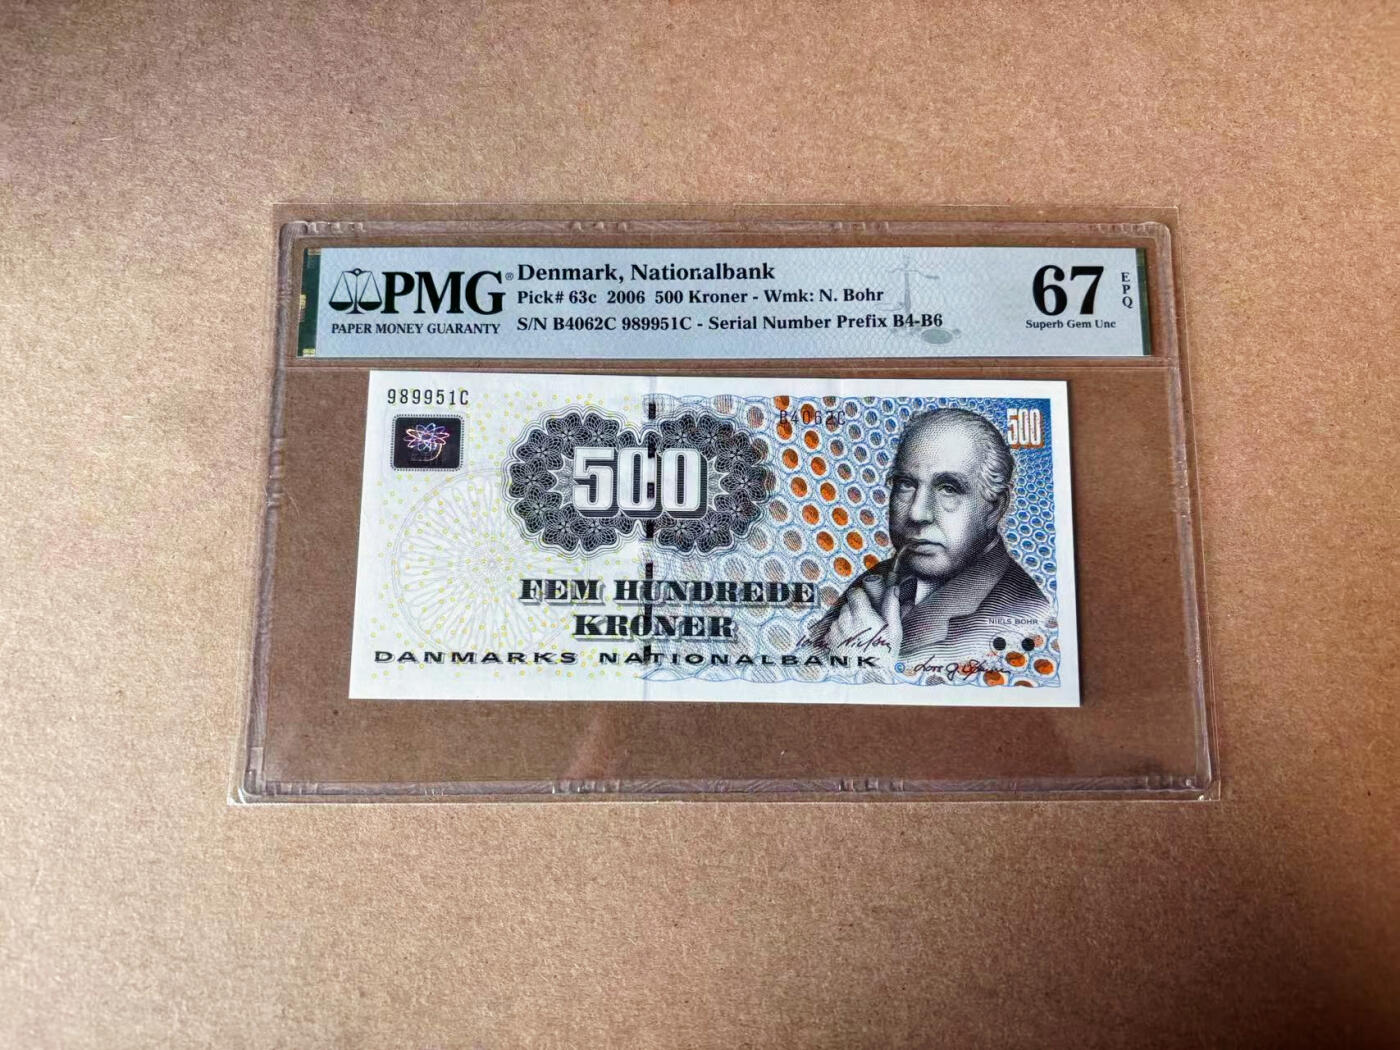 PMG®
PAPER MONEY GUARANTY
Denmark, Nationalbank
Pick# 63c 2006 500 Kroner - Wmk: N. Bohr
S/N B4062C 989951C - Serial Number Prefix B4-B6
67
EPQ
Superb Gem Unc
989951C
B4062C
500
500
FEM HUNDREDE
KRONER
NIELS BOHR
DANMARKS NATIONALBANK
©